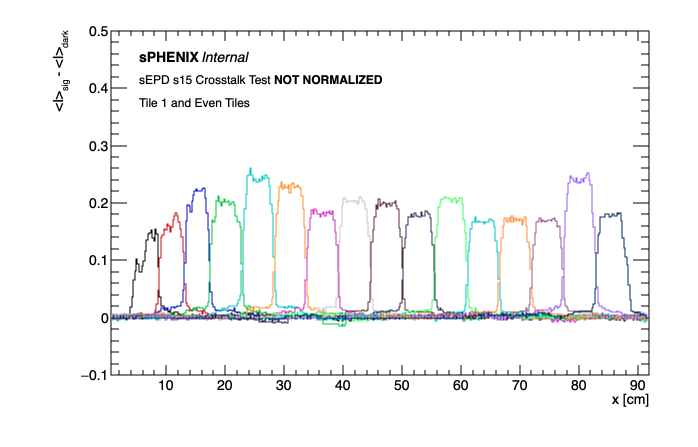 0.5
<I>sig - <I>dark
sPHENIX Internal
sEPD s15 Crosstalk Test NOT NORMALIZED
0.4
Tile 1 and Even Tiles
0.3
0.2
0.1
0
−0.1
10 20 30 40 50 60 70 80 90
x [cm]